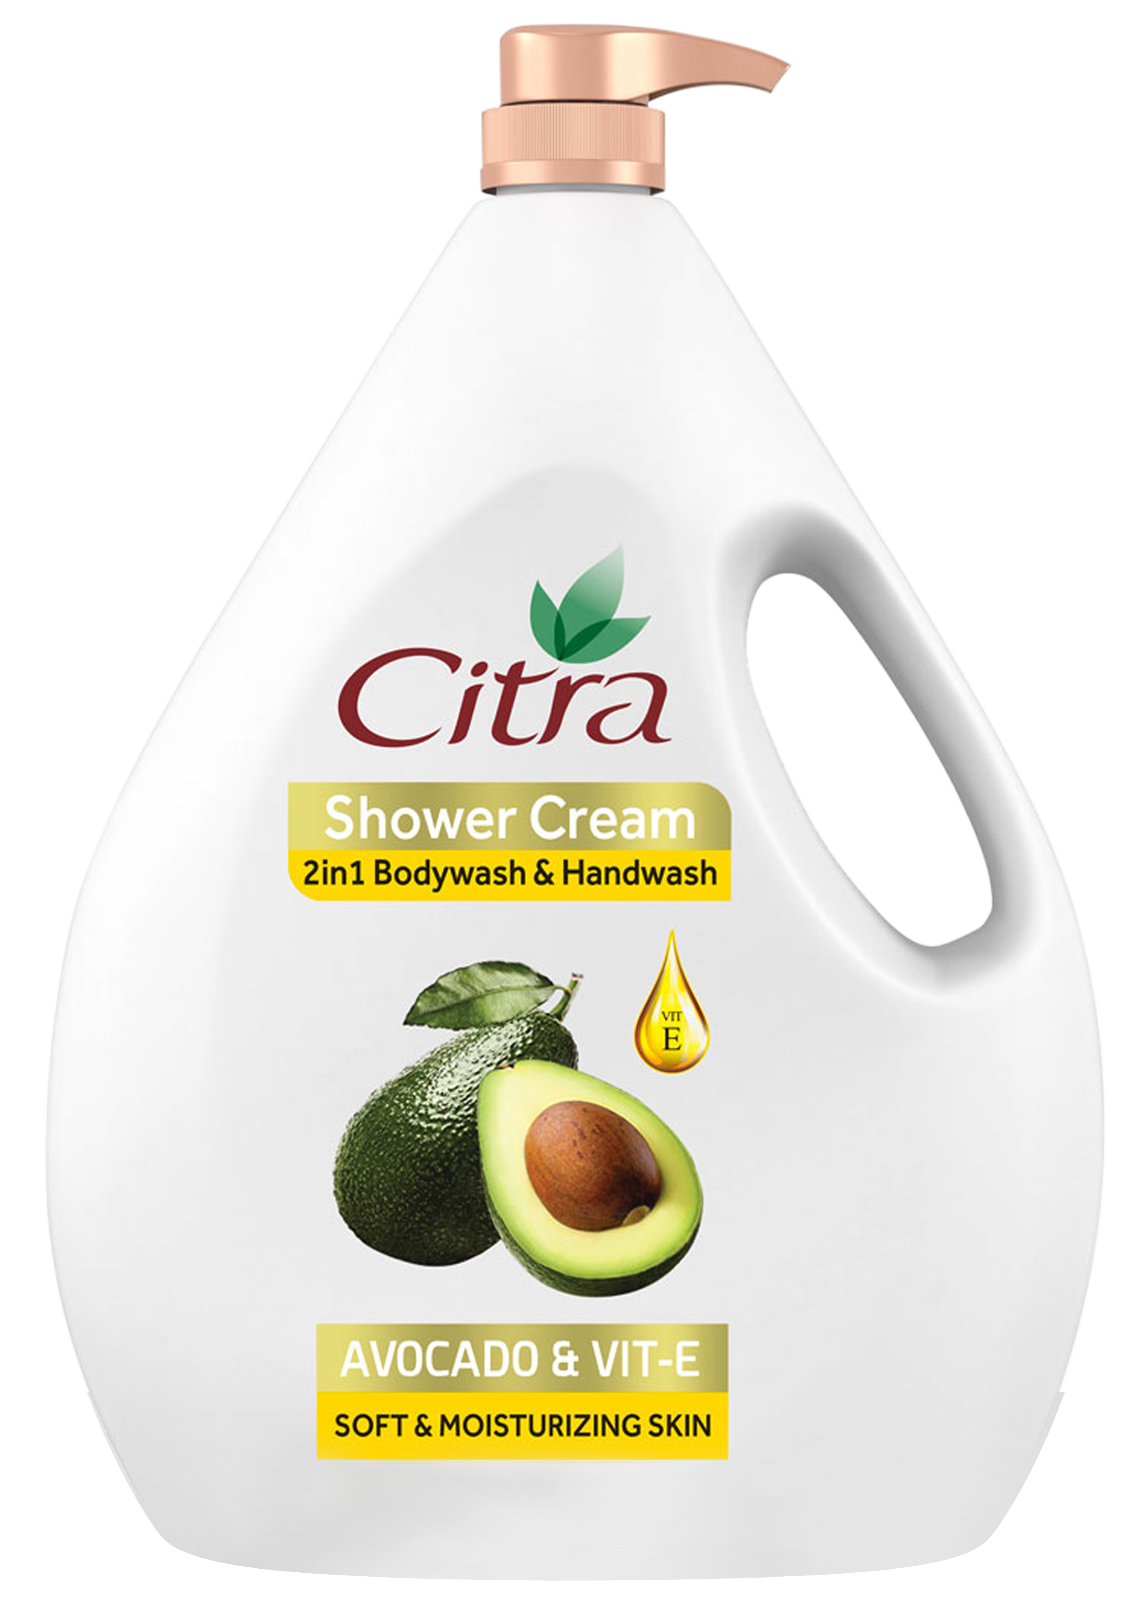 Citra
Shower Cream
2in1 Bodywash & Handwash
VIT
E
AVOCADO & VIT-E
SOFT & MOISTURIZING SKIN